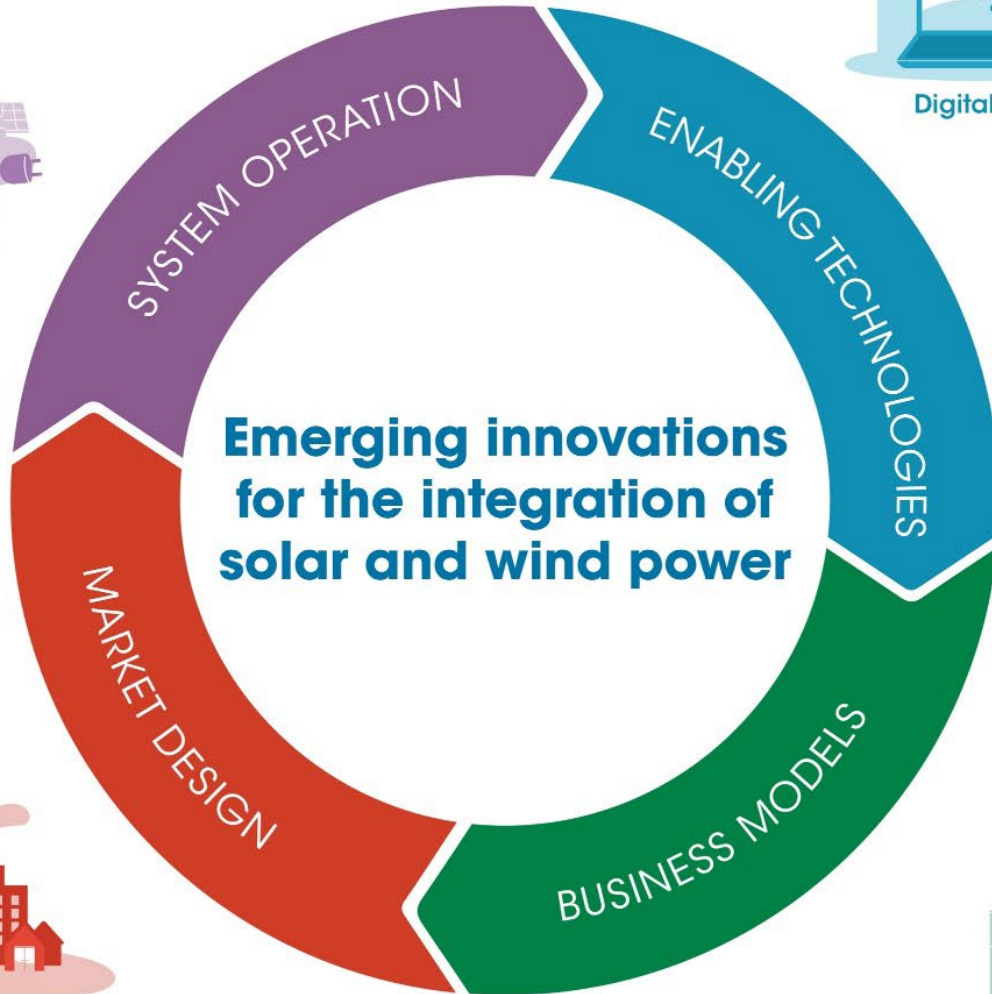 SYSTEM OPERATION
ENABLING TECHNOLOGIES
Digital
Emerging innovations
for the integration of
solar and wind power
MARKET DESIGN
BUSINESS MODELS